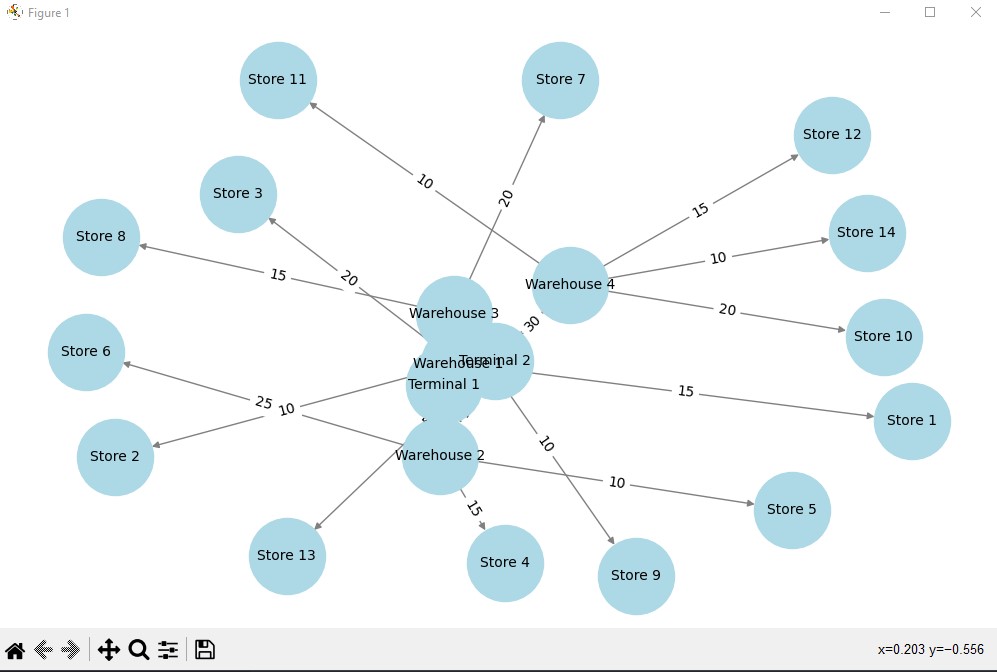 Figure 1
Store 11
Store 7
Store 12
10
Store 3
20
15
Store 14
Store 8
10
15
20
Warehouse 4
Warehouse 3
20
Store 10
30
Store 6
Warehouse 1
Terminal 2
Terminal 1
15
25
10
Store 1
Store 2
Warehouse 2
10
10
15
Store 5
Store 13
Store 4
Store 9
x=0.203 y=−0.556